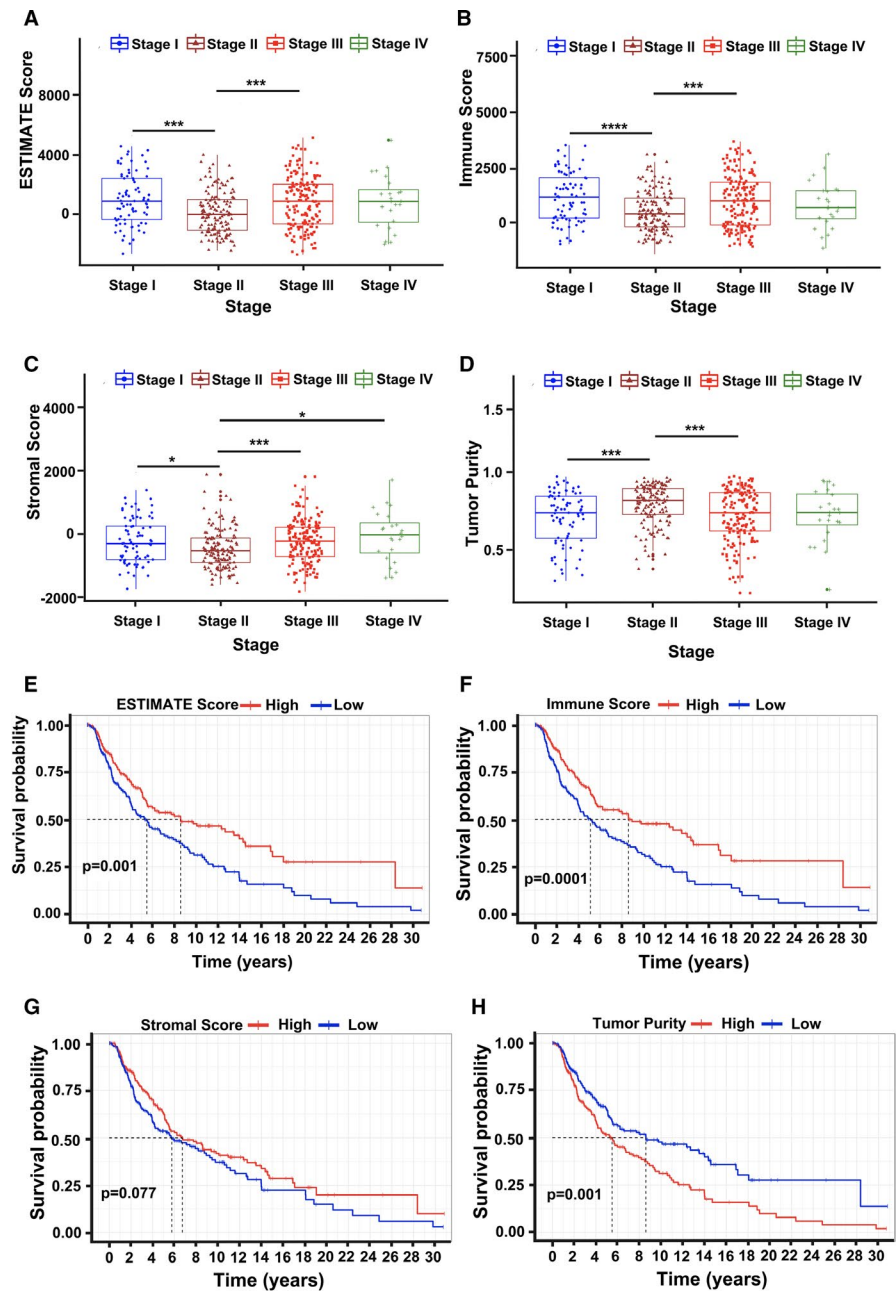 A
Stage I Stage II Stage III Stage IV
ESTIMATE Score
8000
4000
0
***
***
Stage I Stage II Stage III Stage IV
Stage
B
Stage I Stage II Stage III Stage IV
Immune Score
7500
5000
2500
0
****
***
Stage I Stage II Stage III Stage IV
Stage
C
Stage I Stage II Stage III Stage IV
Stromal Score
4000
2000
0
-2000
*
***
*
Stage I Stage II Stage III Stage IV
Stage
D
Stage I Stage II Stage III Stage IV
Tumor Purity
1.5
1.0
0.5
***
***
Stage I Stage II Stage III Stage IV
Stage
E
ESTIMATE Score High Low
Survival probability
1.00
0.75
0.50
0.25
0.00
p=0.001
0 2 4 6 8 10 12 14 16 18 20 22 24 26 28 30
Time (years)
F
Immune Score High Low
Survival probability
1.00
0.75
0.50
0.25
0.00
p=0.0001
0 2 4 6 8 10 12 14 16 18 20 22 24 26 28 30
Time (years)
G
Stromal Score High Low
Survival probability
1.00
0.75
0.50
0.25
0.00
p=0.077
0 2 4 6 8 10 12 14 16 18 20 22 24 26 28 30
Time (years)
H
Tumor Purity High Low
Survival probability
1.00
0.75
0.50
0.25
0.00
p=0.001
0 2 4 6 8 10 12 14 16 18 20 22 24 26 28 30
Time (years)